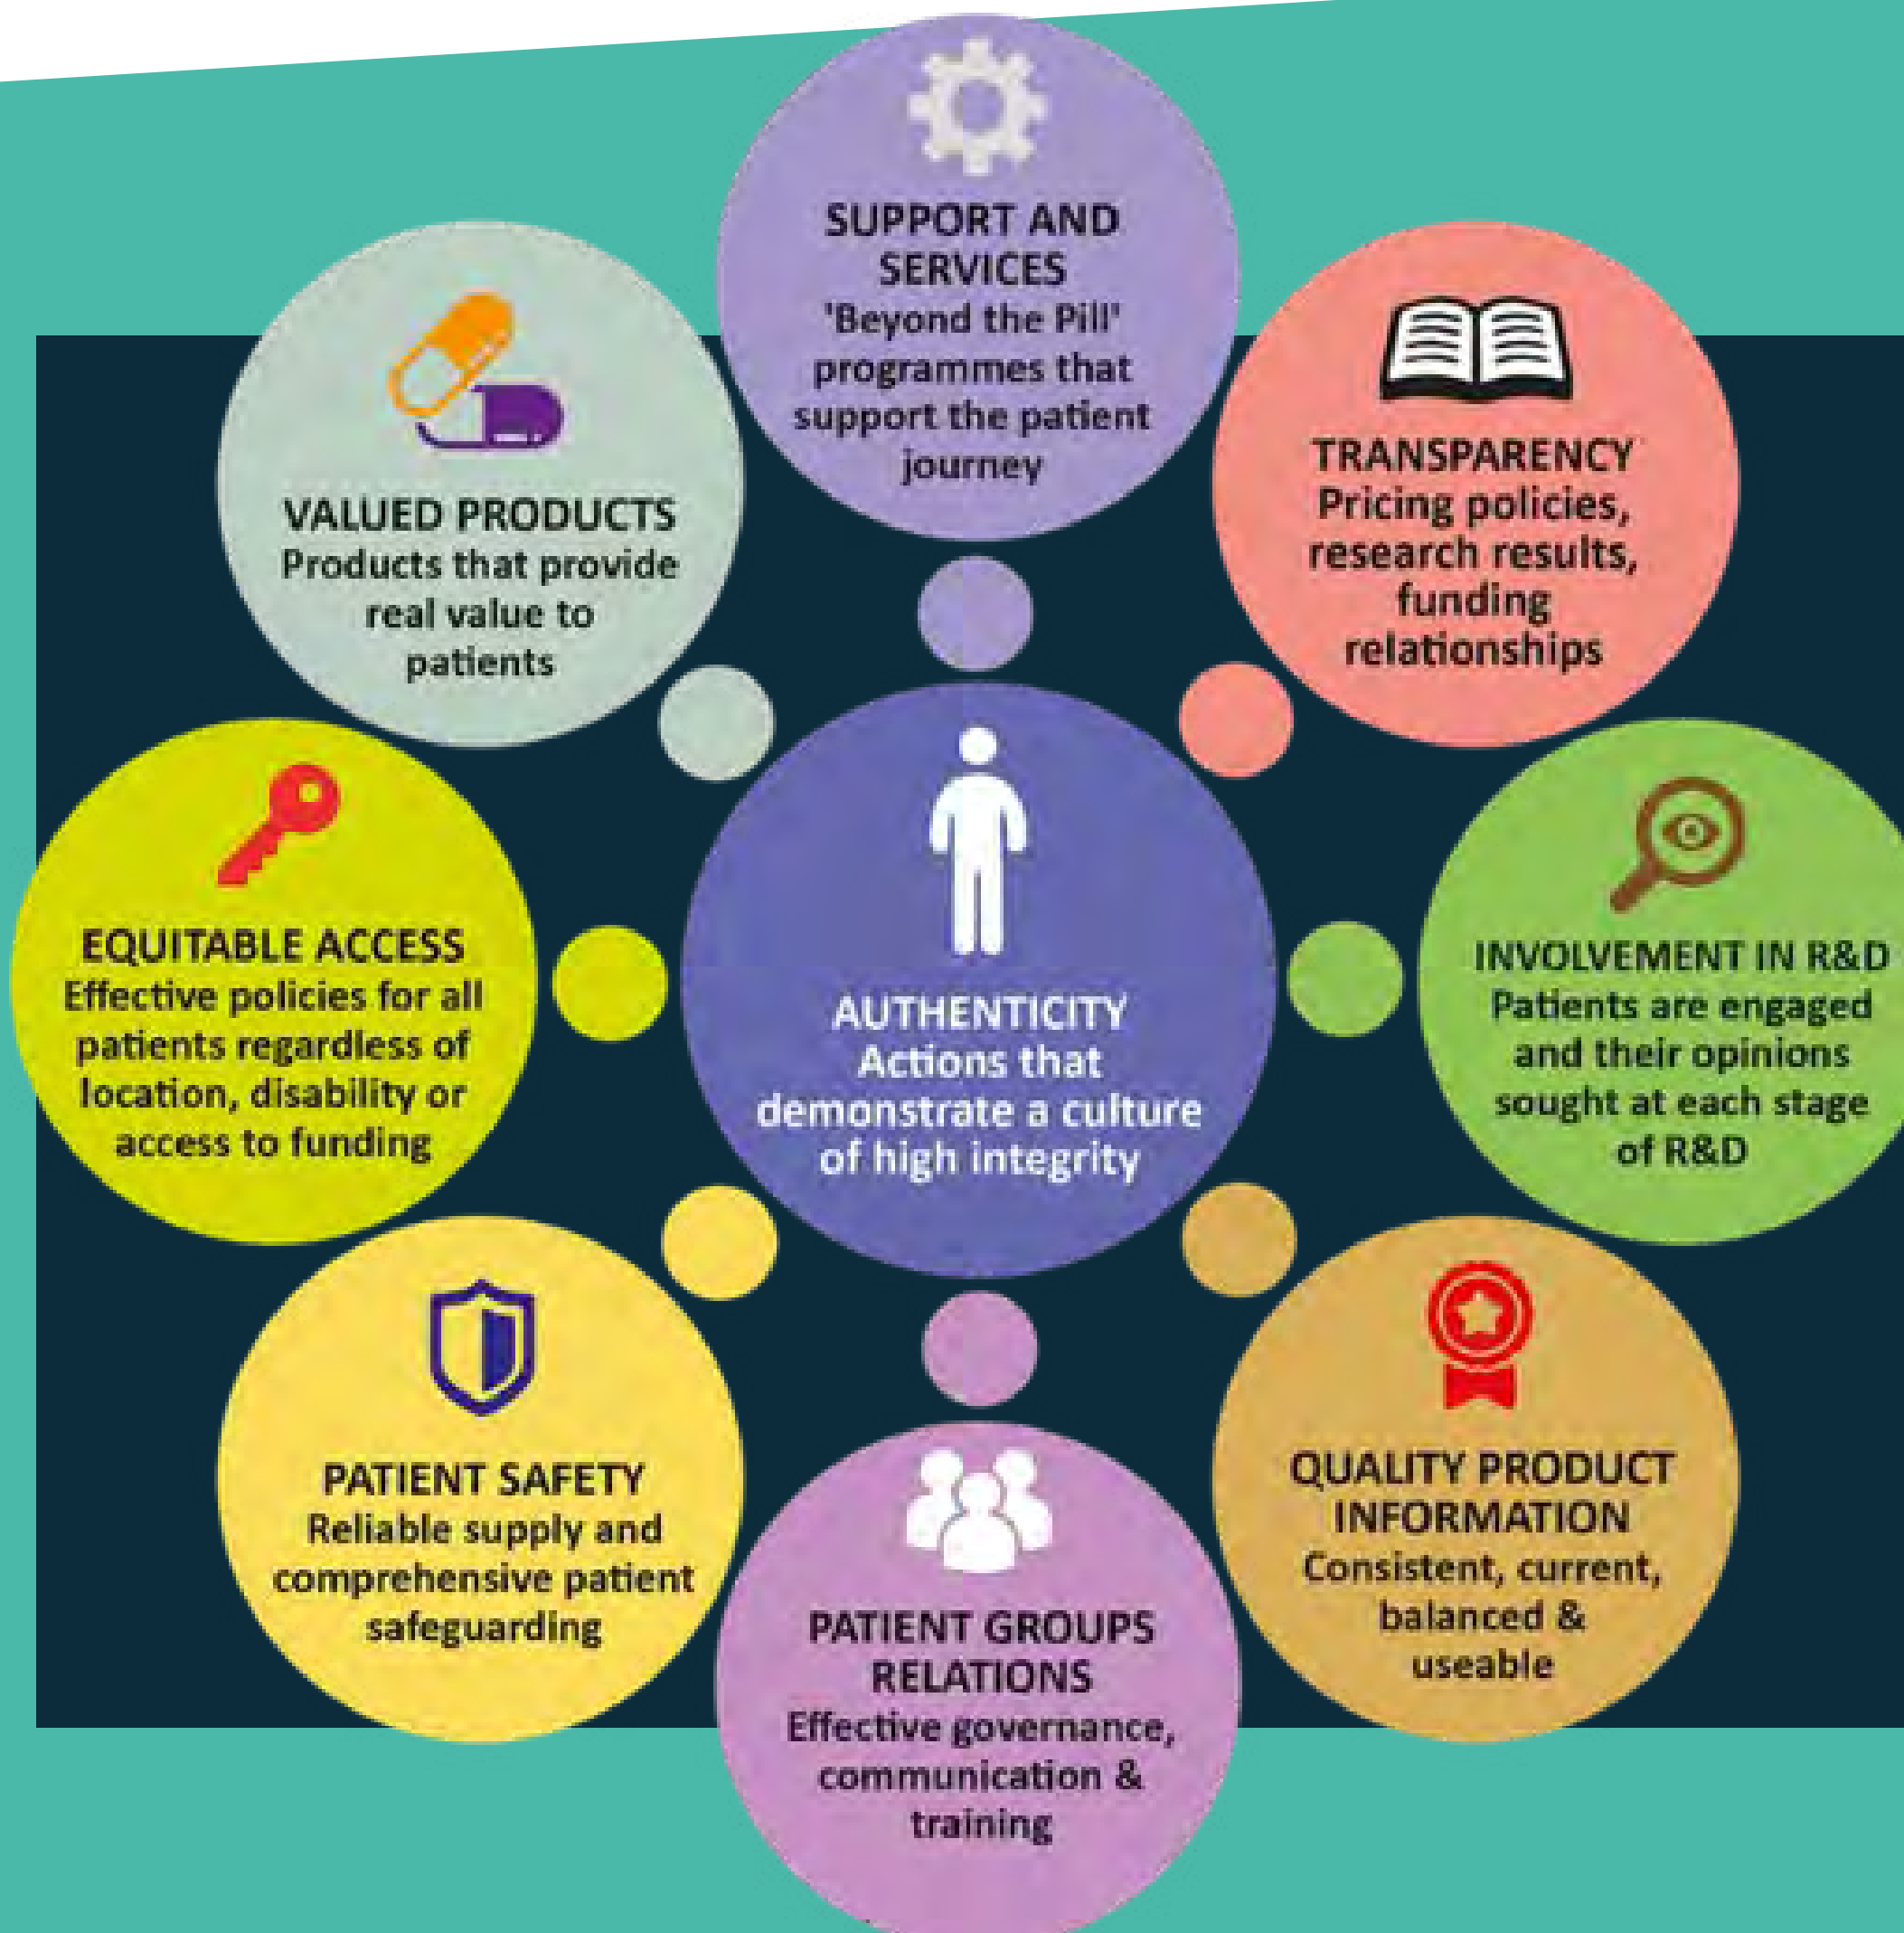 SUPPORT AND
SERVICES
'Beyond the Pill'
programmes that
support the patient
journey
TRANSPARENCY
Pricing policies,
research results,
funding
relationships
INVOLVEMENT IN R&D
Patients are engaged
and their opinions
sought at each stage
of R&D
QUALITY PRODUCT
INFORMATION
Consistent, current,
balanced &
useable
PATIENT GROUPS
RELATIONS
Effective governance,
communication &
training
PATIENT SAFETY
Reliable supply and
comprehensive patient
safeguarding
EQUITABLE ACCESS
Effective policies for all
patients regardless of
location, disability or
access to funding
VALUED PRODUCTS
Products that provide
real value to
patients
AUTHENTICITY
Actions that
demonstrate a culture
of high integrity